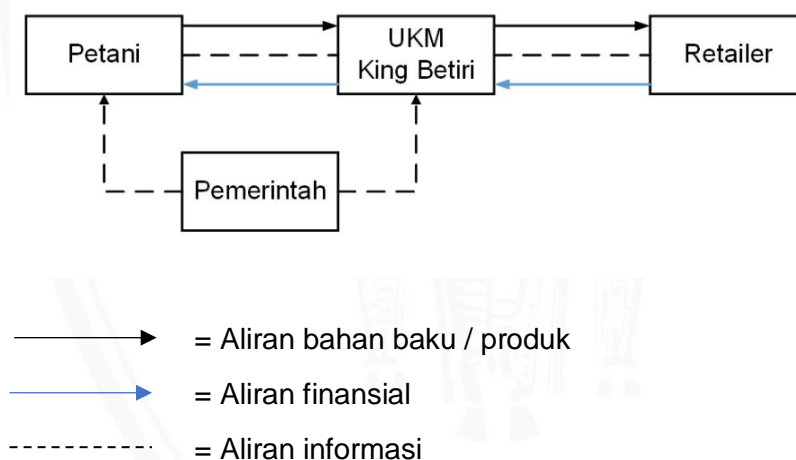 Petani
UKM
King Betiri
Retailer
Pemerintah
= Aliran bahan baku / produk
= Aliran finansial
= Aliran informasi